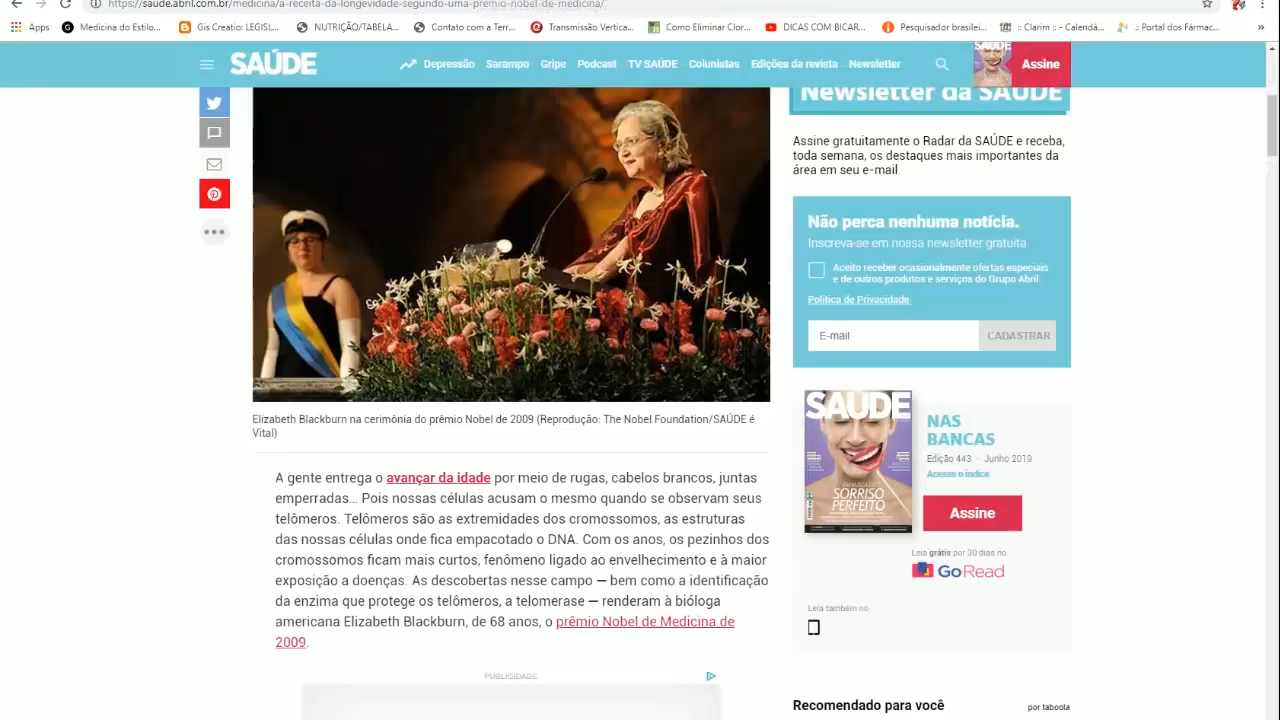 https://saude.abril.com.br/medicina/a-receita-da-longevidade-segundo-uma-premio-nobel-de-medicina/
Apps
Medicina do Estilo...
Gis Creatic: LEGISL...
NUTRIÇÃO/TABELA...
Contato com a Terr...
Transmissão Vertica...
Como Eliminar Clor...
DICAS COM BICAR...
Pesquisador brasilei...
:: Clarim :: - Calendá...
.: Portal dos Fármac...
»
SAÚDE
Depressão
Sarampo
Gripe
Podcast
TV SAÚDE
Colunistas
Edições da revista
Newsletter
Assine
Newsletter da SAÚDE
Assine gratuitamente o Radar da SAÚDE e receba,
toda semana, os destaques mais importantes da
área em seu e-mail.
Não perca nenhuma notícia.
Inscreva-se em nossa newsletter gratuita.
Aceito receber ocasionalmente ofertas especiais
e de outros produtos e serviços do Grupo Abril
Política de Privacidade
E-mail
CADASTRAR
Elizabeth Blackburn na cerimônia do prêmio Nobel de 2009 (Reprodução: The Nobel Foundation/SAÚDE é
Vital)
A gente entrega o avançar da idade por meio de rugas, cabelos brancos, juntas
emperradas… Pois nossas células acusam o mesmo quando se observam seus
telômeros. Telômeros são as extremidades dos cromossomos, as estruturas
das nossas células onde fica empacotado o DNA. Com os anos, os pezinhos dos
cromossomos ficam mais curtos, fenômeno ligado ao envelhecimento e à maior
exposição a doenças. As descobertas nesse campo — bem como a identificação
da enzima que protege os telômeros, a telomerase — renderam à bióloga
americana Elizabeth Blackburn, de 68 anos, o prêmio Nobel de Medicina de
2009.
PUBLICIDADE
SAÚDE
EM BUSCA DO
SORRISO
PERFEITO
NAS
BANCAS
Edição 443 · Junho 2019
Acesse o índice
Assine
Leia grátis por 30 dias no
GoRead
Leia também no
Recomendado para você
por taboola